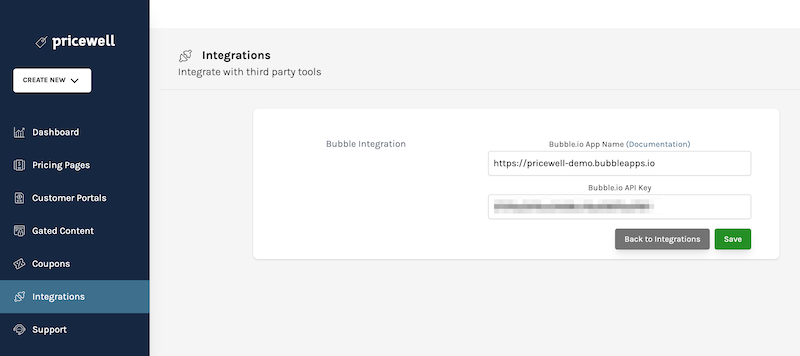 pricewell
CREATE NEW
Dashboard
Pricing Pages
Customer Portals
Gated Content
Coupons
Integrations
Support
Integrations
Integrate with third party tools
Bubble Integration
Bubble.io App Name (Documentation)
https://pricewell-demo.bubbleapps.io
Bubble.io API Key
Back to Integrations
Save